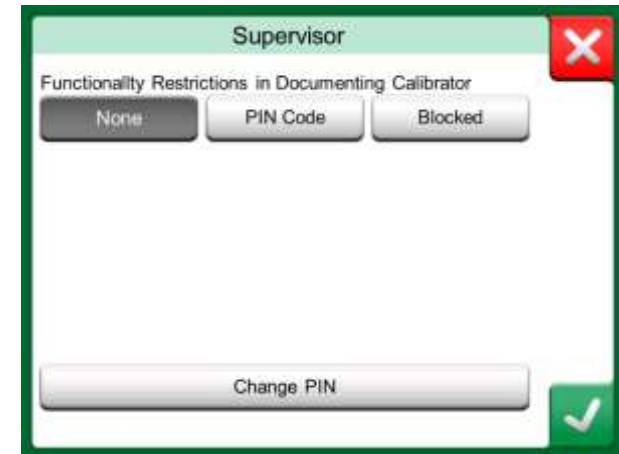 Supervisor
Functionality Restrictions in Documenting Calibrator
None PIN Code Blocked
Change PIN